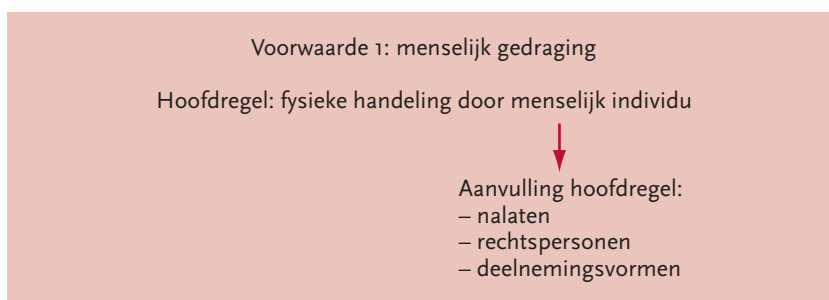 Voorwaarde 1: menselijk gedraging
Hoofdregel: fysieke handeling door menselijk individu
Aanvulling hoofdregel:
– nalaten
– rechtspersonen
– deelnemingsvormen